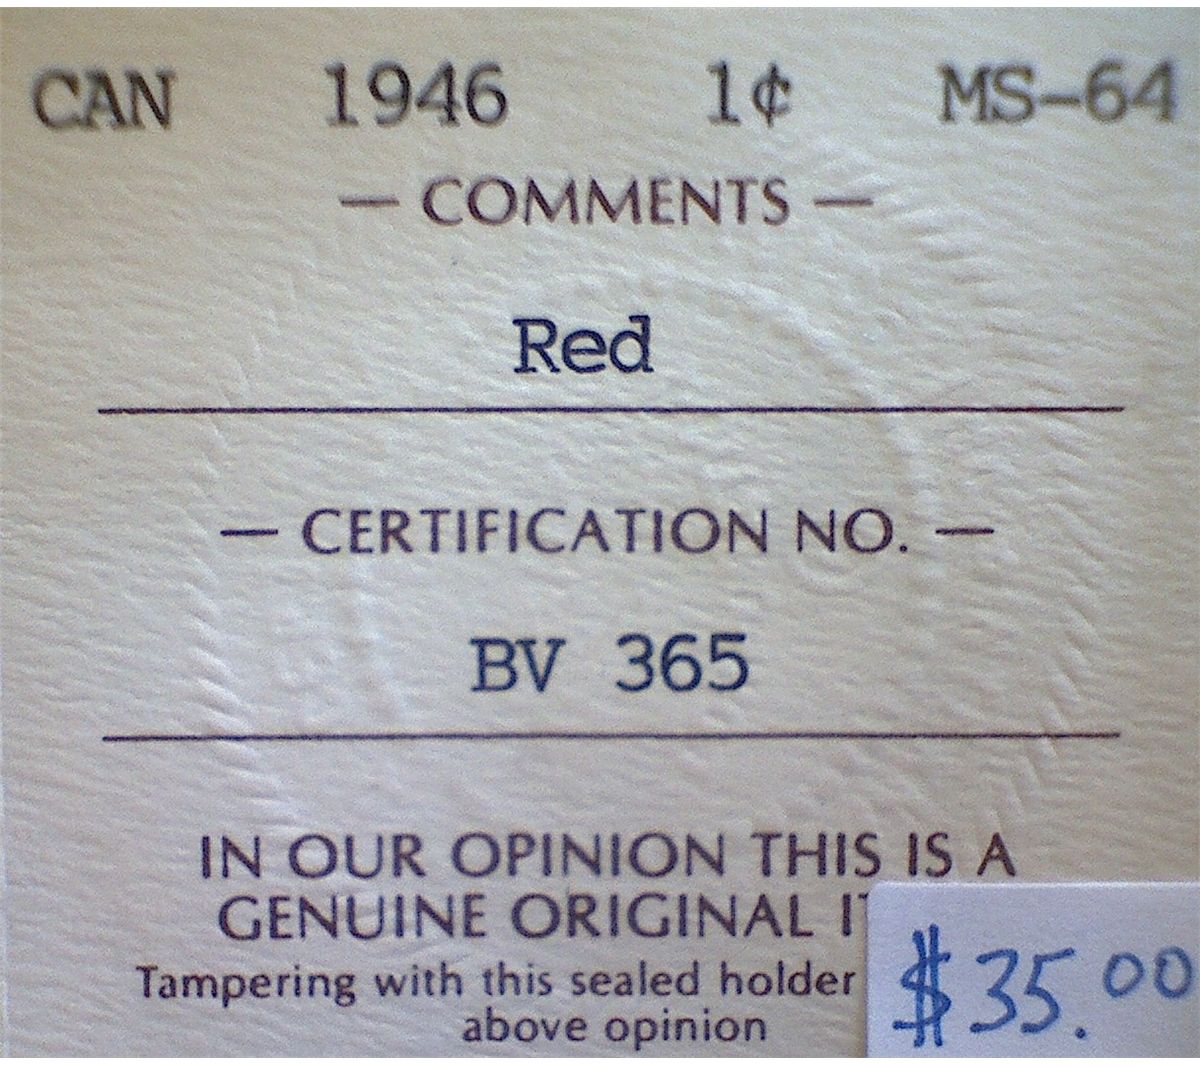 CAN 1946 1¢ MS-64
— COMMENTS —
Red
— CERTIFICATION NO. —
BV 365
IN OUR OPINION THIS IS A
GENUINE ORIGINAL
Tampering with this sealed holder
above opinion
$35.00